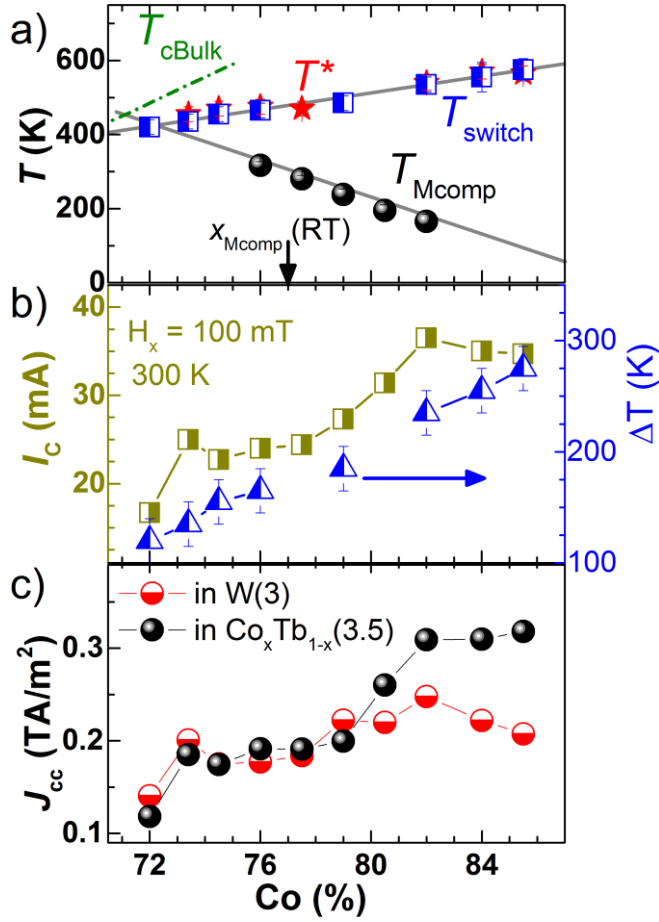 a)
T_cBulk
T*
T_switch
T_Mcomp
x_Mcomp (RT)
T (K)
600
400
200
0
b)
H_x = 100 mT
300 K
I_C (mA)
40
35
17
ΔT (K)
300
200
100
c)
in W(3)
in Co_xTb_1-x(3.5)
J_cc (TA/m²)
0.3
0.2
0.1
72 76 80 84
Co (%)